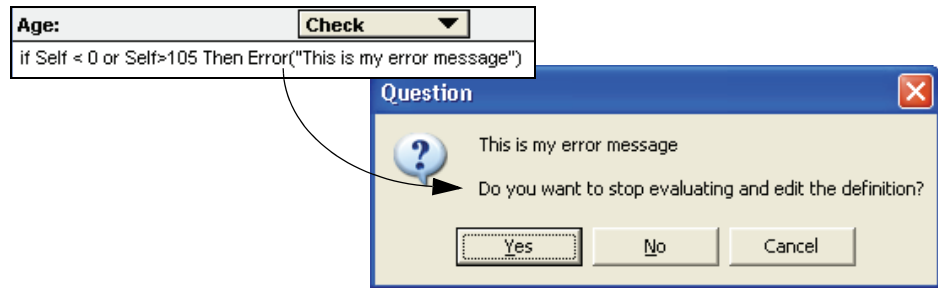 Age: Check
if Self < 0 or Self>105 Then Error("This is my error message")
Question
This is my error message
Do you want to stop evaluating and edit the definition?
Yes No Cancel